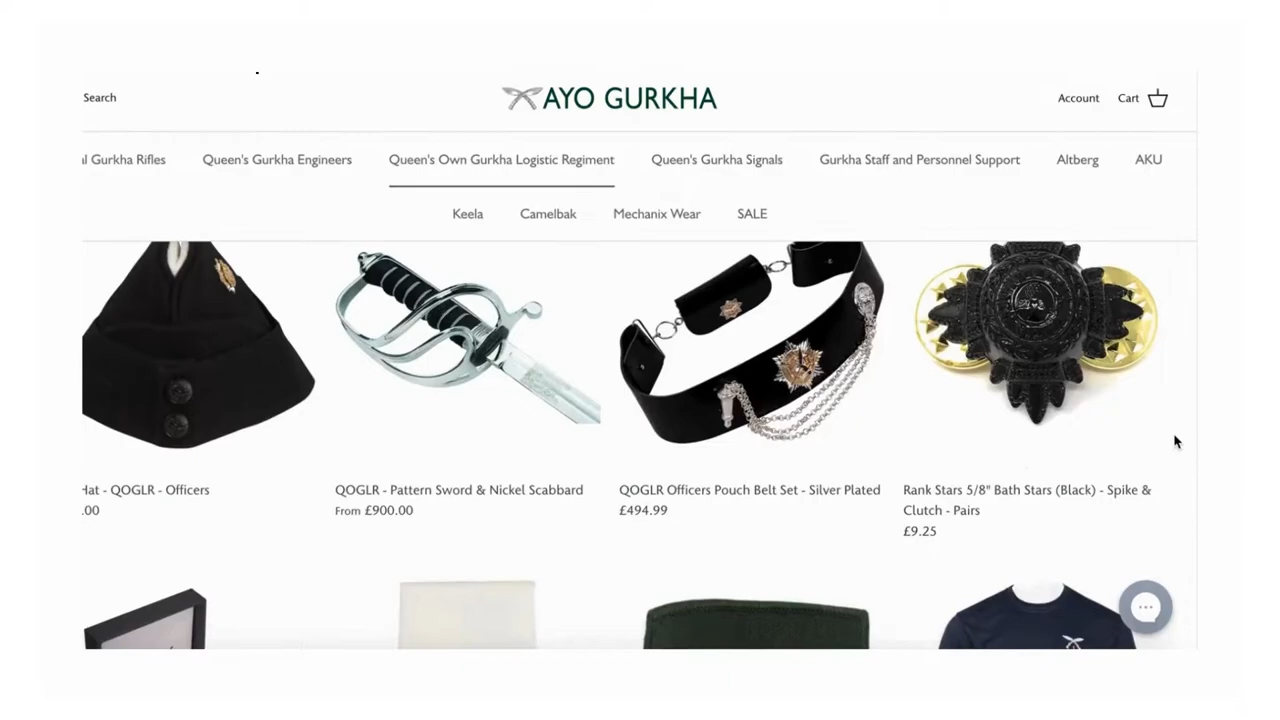 Search
AYO GURKHA
Account Cart
al Gurkha Rifles Queen's Gurkha Engineers Queen's Own Gurkha Logistic Regiment Queen's Gurkha Signals Gurkha Staff and Personnel Support Altberg AKU
Keela Camelbak Mechanix Wear SALE
Hat - QOGLR - Officers
.00
QOGLR - Pattern Sword & Nickel Scabbard
From £900.00
QOGLR Officers Pouch Belt Set - Silver Plated
£494.99
Rank Stars 5/8" Bath Stars (Black) - Spike &
Clutch - Pairs
£9.25